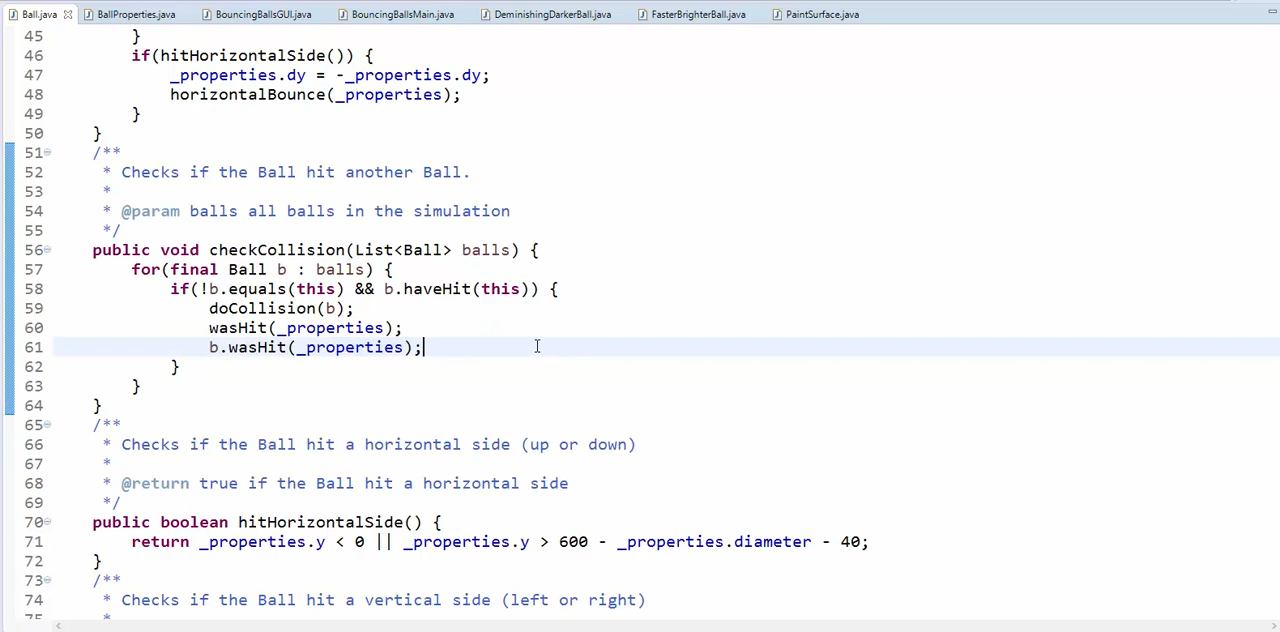 Ball.java BallProperties.java BouncingBallsGUI.java BouncingBallsMain.java DeminishingDarkerBall.java FasterBrighterBall.java PaintSurface.java
45 }
46 if(hitHorizontalSide()) {
47 _properties.dy = -_properties.dy;
48 horizontalBounce(_properties);
49 }
50 }
51 /**
52 * Checks if the Ball hit another Ball.
53 *
54 * @param balls all balls in the simulation
55 */
56 public void checkCollision(List<Ball> balls) {
57 for(final Ball b : balls) {
58 if(!b.equals(this) && b.haveHit(this)) {
59 doCollision(b);
60 wasHit(_properties);
61 b.wasHit(_properties);
62 }
63 }
64 }
65 /**
66 * Checks if the Ball hit a horizontal side (up or down)
67 *
68 * @return true if the Ball hit a horizontal side
69 */
70 public boolean hitHorizontalSide() {
71 return _properties.y < 0 || _properties.y > 600 - _properties.diameter - 40;
72 }
73 /**
74 * Checks if the Ball hit a vertical side (left or right)
75 *